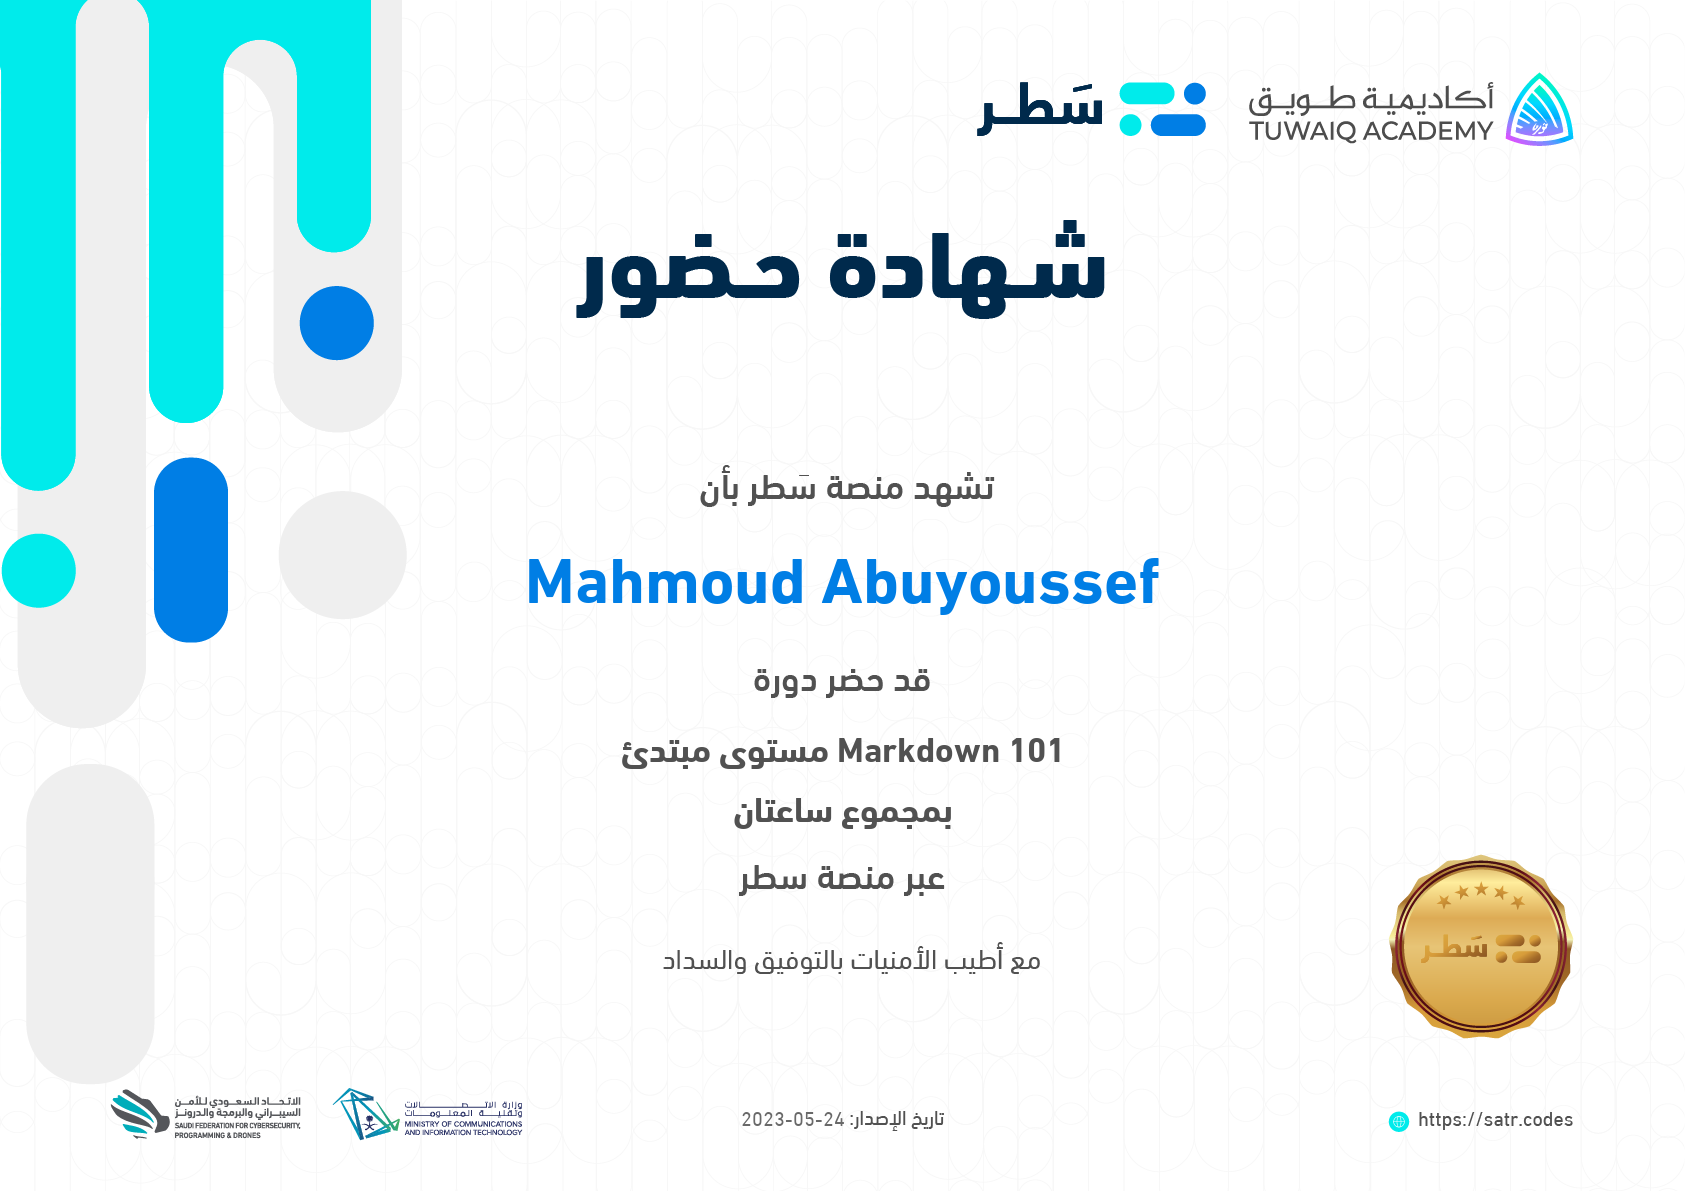 أكاديمية طويق
TUWAIQ ACADEMY
سَطر
شهادة حضور
تشهد منصة سَطر بأن
Mahmoud Abuyoussef
قد حضر دورة
Markdown 101 مستوى مبتدئ
بمجموع ساعتان
عبر منصة سطر
مع أطيب الأمنيات بالتوفيق والسداد
سَطر
https://satr.codes
تاريخ الإصدار: 24-05-2023
وزارة الاتصالات
وتقنية المعلومات
MINISTRY OF COMMUNICATIONS
AND INFORMATION TECHNOLOGY
الاتحاد السعودي للأمن
السيبراني والبرمجة والدرونز
SAUDI FEDERATION FOR CYBERSECURITY,
PROGRAMMING & DRONES